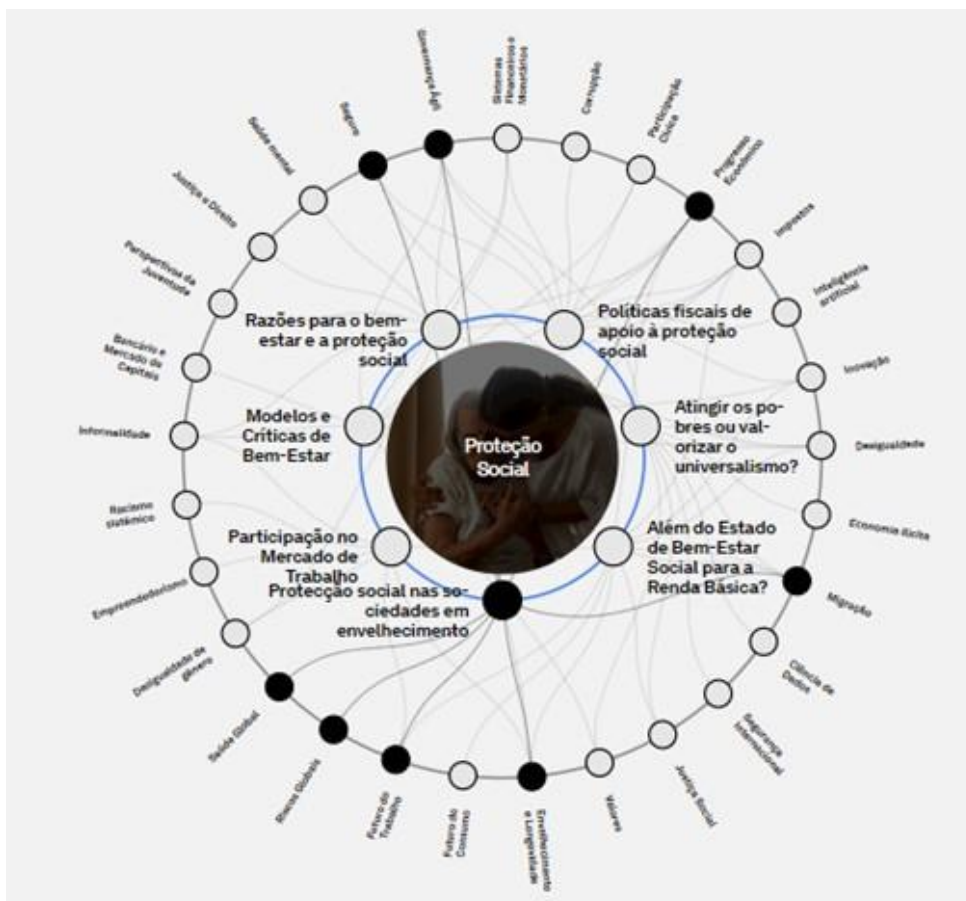 Governança Ágil
Sistemas
Financeiros e
Monetários
Corrupção
Participação
Cívica
Progresso
Econômico
Impostos
Inteligência
artificial
Inovação
Desigualdade
Economia ilícita
Migração
Ciência de
Dados
Segurança
Internacional
Justiça Social
Valores
Envelhecimento
e Longevidade
Futuro do
Consumo
Futuro do
Trabalho
Riscos Globais
Saúde Global
Desigualdade de
gênero
Empreendedorismo
Racismo
sistêmico
Informalidade
Bancário e
Mercado de
Capitais
Perspectivas da
Juventude
Justiça e Direito
Saúde mental
Seguro
Razões para o bem-
estar e a proteção
social
Políticas fiscais de
apoio à proteção
social
Modelos e
Críticas de
Bem-Estar
Proteção
Social
Atingir os po-
bres ou val-
orizar o
universalismo?
Participação no
Mercado de
Trabalho
Protecção social nas so-
ciedades em
envelhecimento
Além do Estado
de Bem-Estar
Social para a
Renda Básica?